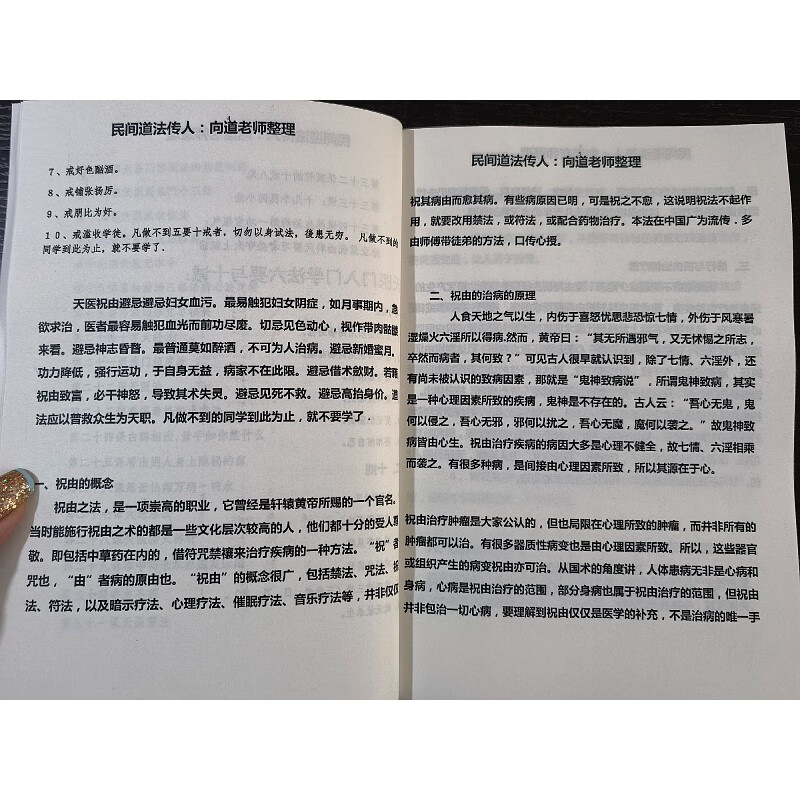 民间道法传人：向道老师整理
7、戒好色酗酒。
8、戒铺张扬厉。
9、戒朋比为奸。
10、戒滥收学徒。凡做不到五要十戒者，切勿以身试法，後患无穷。 凡做不到的
同学到此为止，就不要学了.
天医祝由避忌避忌妇女血污。最易触犯妇女阴症，如月事期内，急
欲求治，医者最容易触犯血光而前功尽废。切忌见色动心，视作带肉骷髅
来看。避忌神志昏瞀。最普通莫如醉酒，不可为人治病。避忌新婚蜜月。
功力降低，强行运功，于自身无益，病家不在此限。避忌借术敛财。若藉
祝由致富，必干神怒，导致其术失灵。避忌见死不救。避忌高抬身价。道
法应以普救众生为天职。凡做不到的同学到此为止，就不要学了.
一、祝由的概念
祝由之法，是一项崇高的职业，它曾经是轩辕黄帝所赐的一个官名。
当时能施行祝由之术的都是一些文化层次较高的人，他们都十分的受人尊
敬。即包括中草药在内的，借符咒禁禳来治疗疾病的一种方法。“祝”者
咒也，“由”者病的原由也。“祝由”的概念很广，包括禁法、咒法、祝
法、符法，以及暗示疗法、心理疗法、催眠疗法、音乐疗法等，并非仅仅
民间道法传人：向道老师整理
祝其病由而愈其病。有些病原因已明，可是祝之不愈，这说明祝法不起作
用，就要改用禁法，或符法，或配合药物治疗。本法在中国广为流传．多
由师傅带徒弟的方法，口传心授。
二、祝由的治病的原理
人食天地之气以生，内伤于喜怒忧思悲恐惊七情，外伤于风寒暑
湿燥火六淫所以得病.然而，黄帝曰：“其无所遇邪气，又无怵惕之所志，
卒然而病者，其何致？”可见古人很早就认识到，除了七情、六淫外，还
有尚未被认识的致病因素，那就是“鬼神致病说”，所谓鬼神致病，其实
是一种心理因素所致的疾病，鬼神是不存在的。古人云：“吾心无鬼，鬼
何以侵之，吾心无邪，邪何以扰之，吾心无魔，魔何以袭之。”故鬼神致
病皆由心生。祝由治疗疾病的病因大多是心理不健全，故七情、六淫相乘
而袭之。有很多种病，是间接由心理因素所致，所以其源在于心。
祝由治疗肿瘤是大家公认的，但也局限在心理所致的肿瘤，而并非所有的
肿瘤都可以治。有很多器质性病变也是由心理因素所致。所以，这些器官
或组织产生的病变祝由亦可治。从国术的角度讲，人体患病无非是心病和
身病，心病是祝由治疗的范围，部分身病也属于祝由治疗的范围，但祝由
并非包治一切心病，要理解到祝由仅仅是医学的补充，不是治病的唯一手